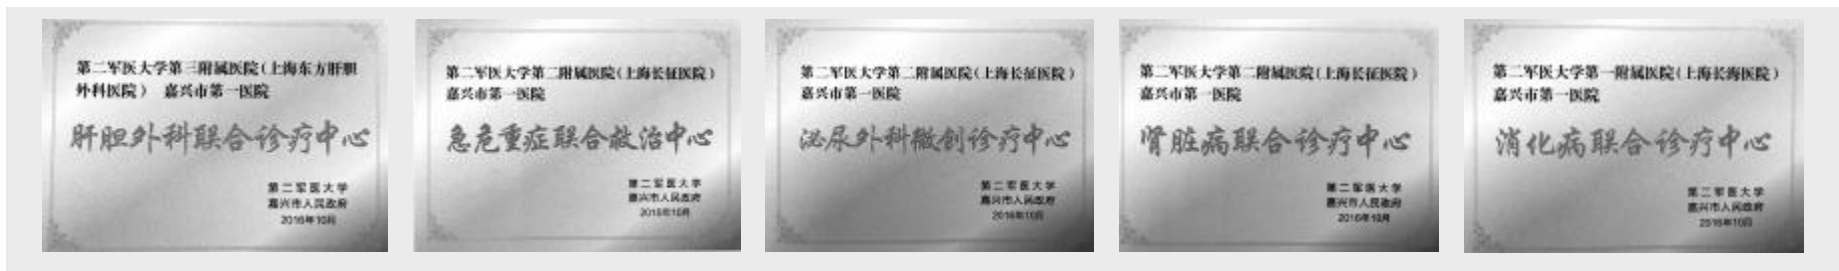 第二军医大学第三附属医院(上海东方肝胆
外科医院) 嘉兴市第一医院
肝胆外科联合诊疗中心
第二军医大学
嘉兴市人民政府
2016年10月
第二军医大学第二附属医院(上海长征医院)
嘉兴市第一医院
急危重症联合救治中心
第二军医大学
嘉兴市人民政府
2016年10月
第二军医大学第二附属医院(上海长征医院)
嘉兴市第一医院
泌尿外科微创诊疗中心
第二军医大学
嘉兴市人民政府
2016年10月
第二军医大学第二附属医院(上海长征医院)
嘉兴市第一医院
肾脏病联合诊疗中心
第二军医大学
嘉兴市人民政府
2016年10月
第二军医大学第一附属医院(上海长海医院)
嘉兴市第一医院
消化病联合诊疗中心
第二军医大学
嘉兴市人民政府
2016年10月